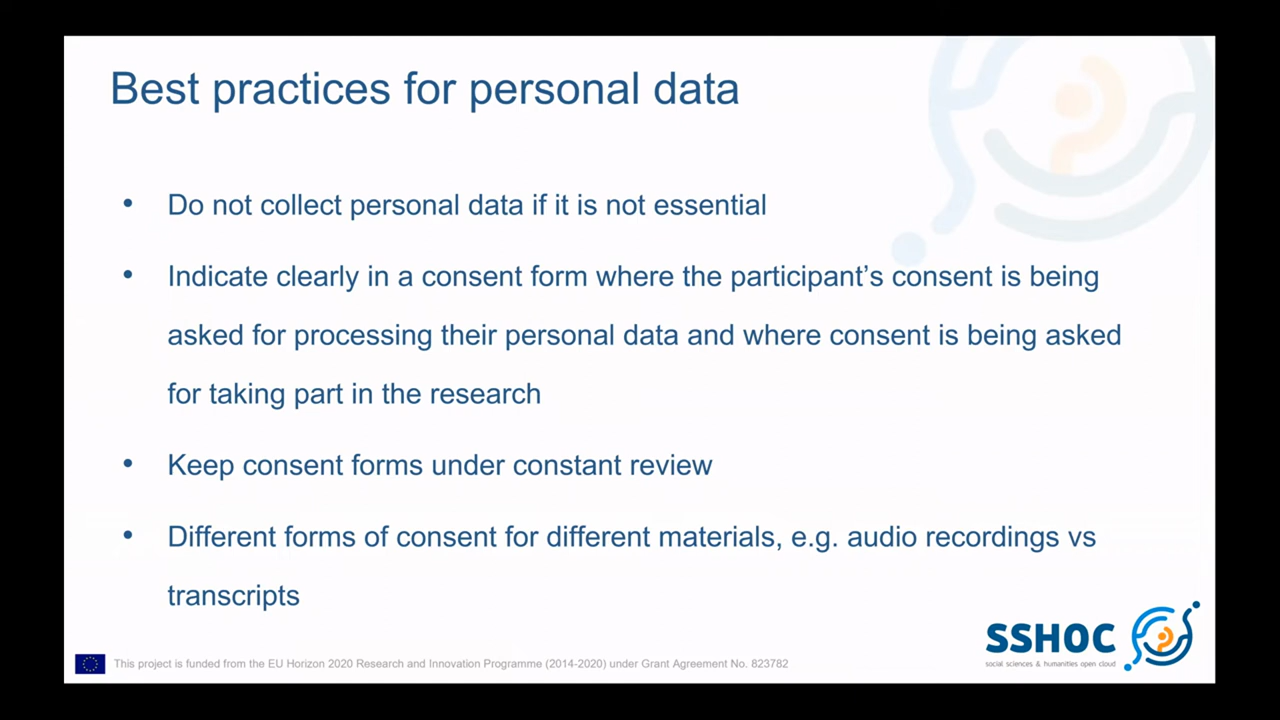 Best practices for personal data
• Do not collect personal data if it is not essential
• Indicate clearly in a consent form where the participant’s consent is being
asked for processing their personal data and where consent is being asked
for taking part in the research
• Keep consent forms under constant review
• Different forms of consent for different materials, e.g. audio recordings vs
transcripts
SSHOC
social sciences & humanities open cloud
This project is funded from the EU Horizon 2020 Research and Innovation Programme (2014-2020) under Grant Agreement No. 823782